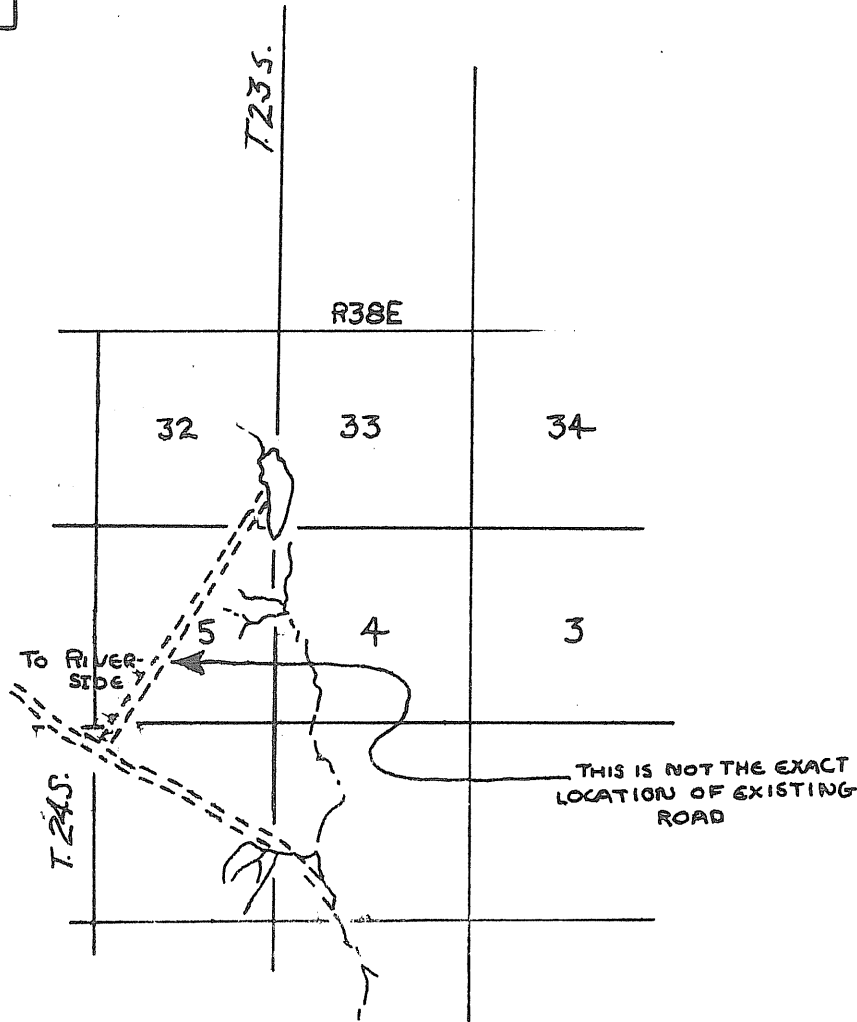 T.23S.
R38E
32
33
34
5
4
3
TO RIVER-
SIDE
THIS IS NOT THE EXACT
LOCATION OF EXISTING
ROAD
T.24S.